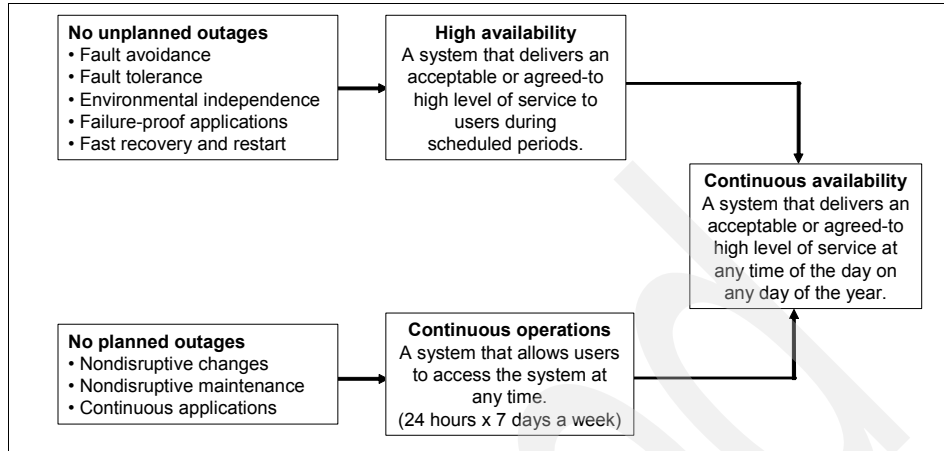 No unplanned outages
• Fault avoidance
• Fault tolerance
• Environmental independence
• Failure-proof applications
• Fast recovery and restart
High availability
A system that delivers an
acceptable or agreed-to
high level of service to
users during
scheduled periods.
Continuous availability
A system that delivers an
acceptable or agreed-to
high level of service at
any time of the day on
any day of the year.
No planned outages
• Nondisruptive changes
• Nondisruptive maintenance
• Continuous applications
Continuous operations
A system that allows users
to access the system at
any time.
(24 hours x 7 days a week)